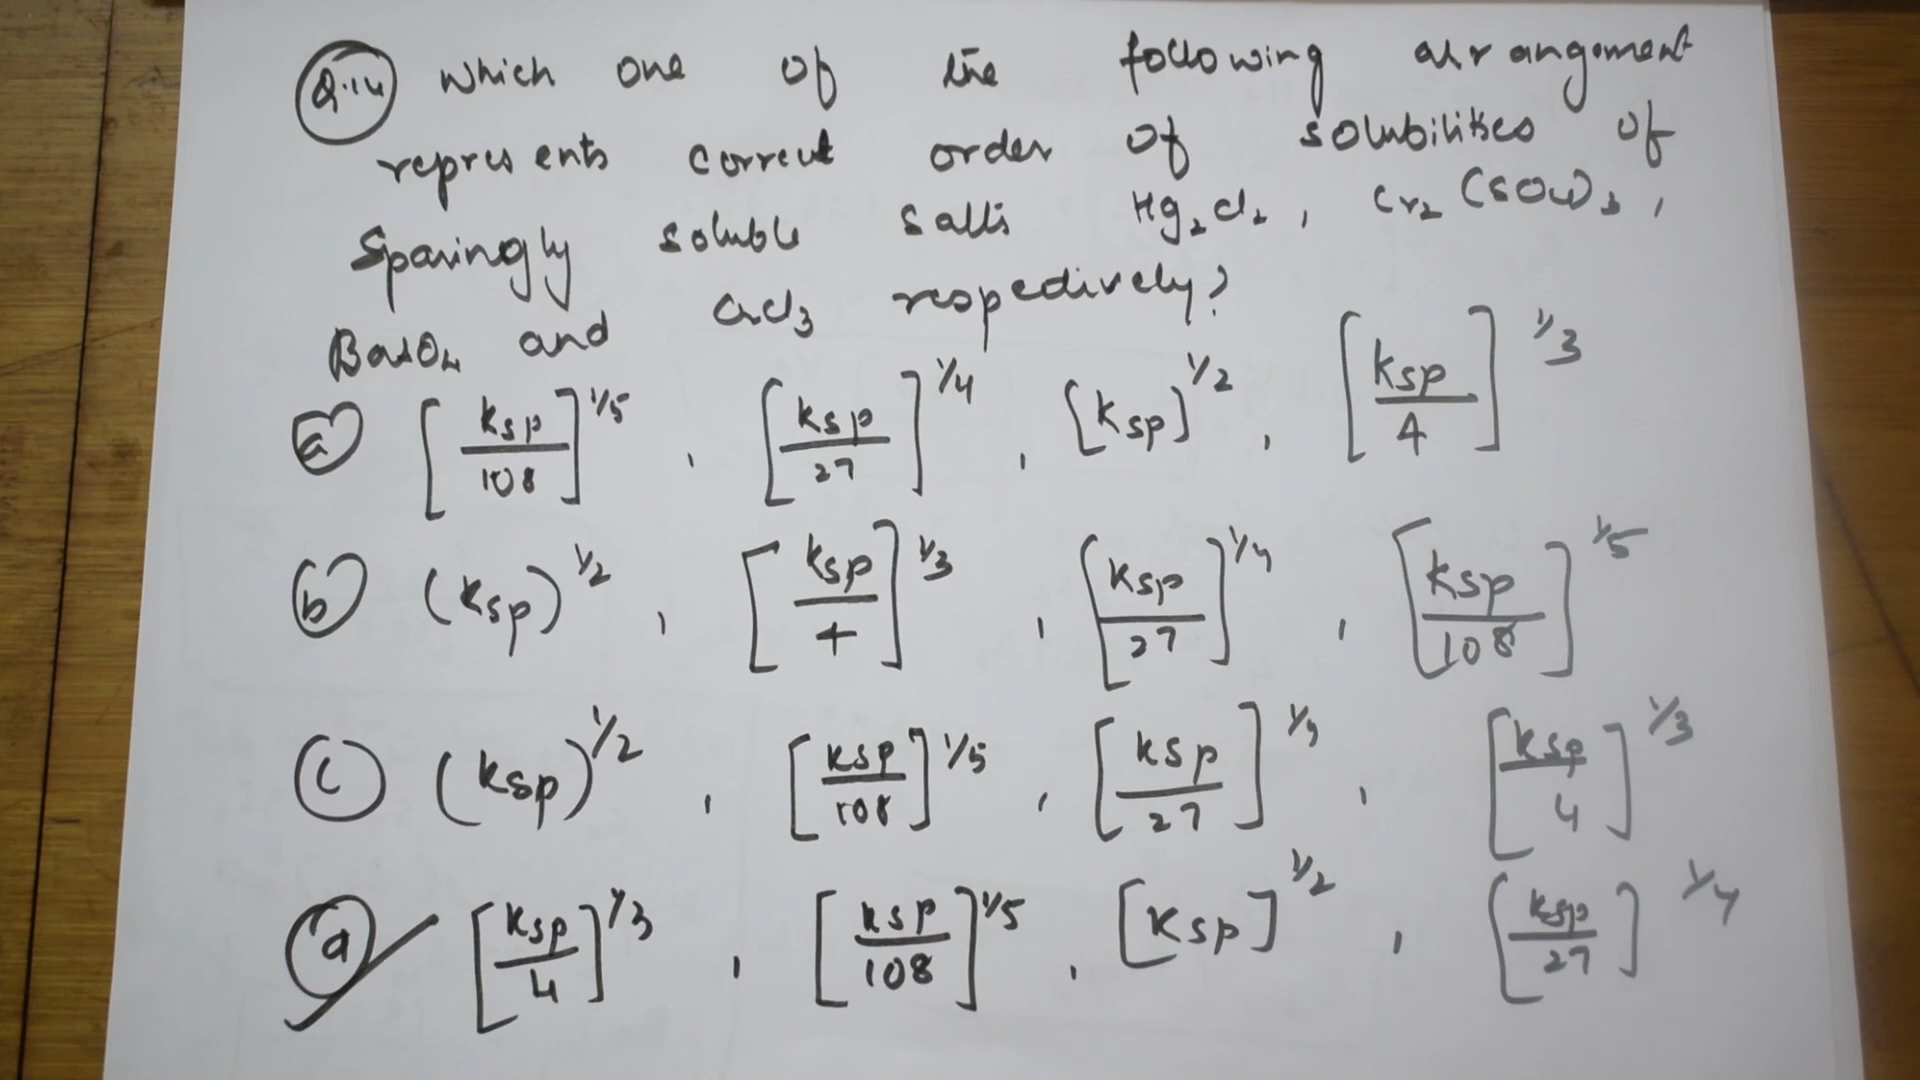 Q.14 Which one of the following arrangement
represents correct order of solubilities of
Sparingly soluble salts Hg₂Cl₂, Cr₂(SO₄)₃,
BaSO₄ and CrCl₃ respectively?
a [Ksp/108]^1/5, [Ksp/27]^1/4, [Ksp]^1/2, [Ksp/4]^1/3
b (Ksp)^1/2, [Ksp/4]^1/3, [Ksp/27]^1/4, [Ksp/108]^1/5
c (Ksp)^1/2, [Ksp/108]^1/5, [Ksp/27]^1/4, [Ksp/4]^1/3
d [Ksp/4]^1/3, [Ksp/108]^1/5, [Ksp]^1/2, [Ksp/27]^1/4